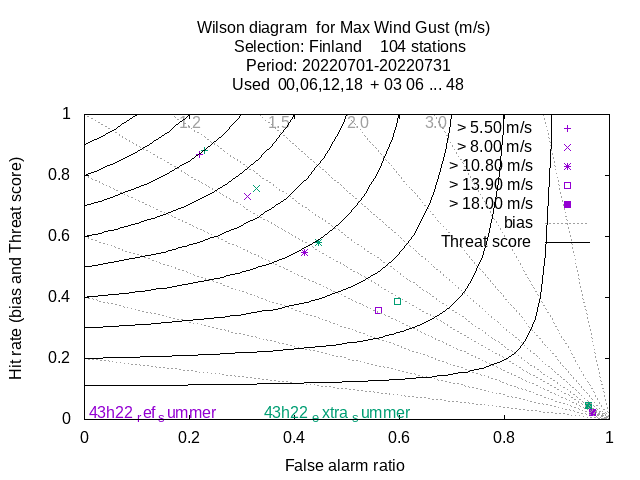 Wilson diagram  for Max Wind Gust (m/s)
Selection: Finland    104 stations
Period: 20220701-20220731
Used  00,06,12,18  + 03 06 ... 48
Hit rate (bias and Threat score)
1
0.8
0.6
0.4
0.2
0
1.2 1.5 2.0 3.0
> 5.50 m/s
> 8.00 m/s
> 10.80 m/s
> 13.90 m/s
> 18.00 m/s
bias
Threat score
43h22_ref_summer 43h22_extra_summer
0 0.2 0.4 0.6 0.8 1
False alarm ratio